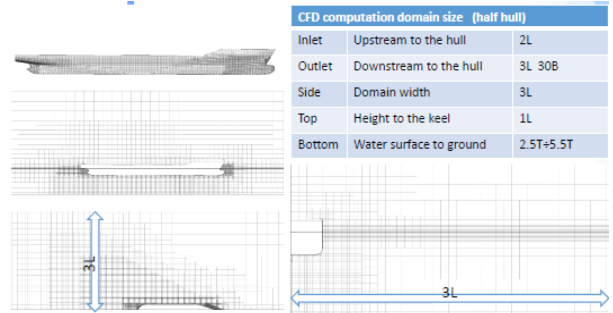 CFD computation domain size (half hull)
Inlet Upstream to the hull 2L
Outlet Downstream to the hull 3L 30B
Side Domain width 3L
Top Height to the keel 1L
Bottom Water surface to ground 2.5T÷5.5T
3L
3L